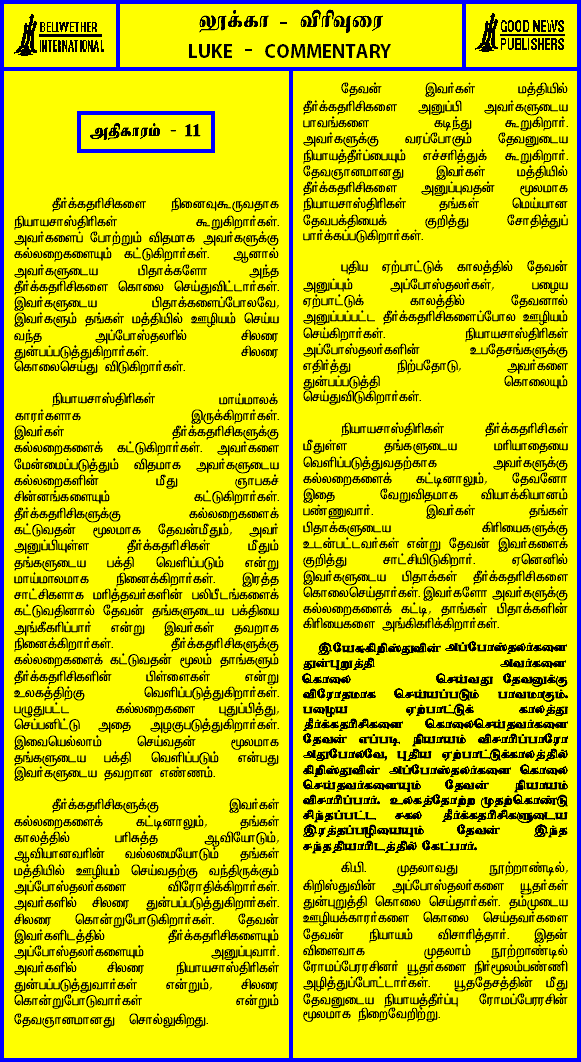 BELLWETHER
INTERNATIONAL
லூக்கா - விரிவுரை
LUKE - COMMENTARY
GOOD NEWS
PUBLISHERS
அதிகாரம் - 11
தீர்க்கதரிசிகளை நினைவுகூருவதாக
நியாயசாஸ்திரிகள் கூறுகிறார்கள்.
அவர்களைப் போற்றும் விதமாக அவர்களுக்கு
கல்லறைகளையும் கட்டுகிறார்கள். ஆனால்
அவர்களுடைய பிதாக்களோ அந்த
தீர்க்கதரிசிகளை கொலை செய்துவிட்டார்கள்.
இவர்களுடைய பிதாக்களைப்போலவே,
இவர்களும் தங்கள் மத்தியில் ஊழியம் செய்ய
வந்த அப்போஸ்தலரில் சிலரை
துன்பப்படுத்துகிறார்கள். சிலரை
கொலைசெய்து விடுகிறார்கள்.
நியாயசாஸ்திரிகள் மாய்மாலக்
காரர்களாக இருக்கிறார்கள்.
இவர்கள் தீர்க்கதரிசிகளுக்கு
கல்லறைகளைக் கட்டுகிறார்கள். அவர்களை
மேன்மைப்படுத்தும் விதமாக அவர்களுடைய
கல்லறைகளின் மீது ஞாபகச்
சின்னங்களையும் கட்டுகிறார்கள்.
தீர்க்கதரிசிகளுக்கு கல்லறைகளைக்
கட்டுவதன் மூலமாக தேவன்மீதும், அவர்
அனுப்பியுள்ள தீர்க்கதரிசிகள் மீதும்
தங்களுடைய பக்தி வெளிப்படும் என்று
மாய்மாலமாக நினைக்கிறார்கள். இரத்த
சாட்சிகளாக மரித்தவர்களின் பலிபீடங்களைக்
கட்டுவதினால் தேவன் தங்களுடைய பக்தியை
அங்கீகரிப்பார் என்று இவர்கள் தவறாக
நினைக்கிறார்கள். தீர்க்கதரிசிகளுக்கு
கல்லறைகளைக் கட்டுவதன் மூலம் தாங்களும்
தீர்க்கதரிசிகளின் பிள்ளைகள் என்று
உலகத்திற்கு வெளிப்படுத்துகிறார்கள்.
பழுதுபட்ட கல்லறைகளை புதுப்பித்து,
செப்பனிட்டு அதை அழகுபடுத்துகிறார்கள்.
இவையெல்லாம் செய்வதன் மூலமாக
தங்களுடைய பக்தி வெளிப்படும் என்பது
இவர்களுடைய தவறான எண்ணம்.
தீர்க்கதரிசிகளுக்கு இவர்கள்
கல்லறைகளைக் கட்டினாலும், தங்கள்
காலத்தில் பரிசுத்த ஆவியோடும்,
ஆவியானவரின் வல்லமையோடும் தங்கள்
மத்தியில் ஊழியம் செய்வதற்கு வந்திருக்கும்
அப்போஸ்தலர்களை விரோதிக்கிறார்கள்.
அவர்களில் சிலரை துன்பப்படுத்துகிறார்கள்.
சிலரை கொன்றுபோடுகிறார்கள். தேவன்
இவர்களிடத்தில் தீர்க்கதரிசிகளையும்
அப்போஸ்தலர்களையும் அனுப்புவார்.
அவர்களில் சிலரை நியாயசாஸ்திரிகள்
துன்பப்படுத்துவார்கள் என்றும், சிலரை
கொன்றுபோடுவார்கள் என்றும்
தேவஞானமானது சொல்லுகிறது.
தேவன் இவர்கள் மத்தியில்
தீர்க்கதரிசிகளை அனுப்பி அவர்களுடைய
பாவங்களை கடிந்து கூறுகிறார்.
அவர்களுக்கு வரப்போகும் தேவனுடைய
நியாயத்தீர்ப்பையும் எச்சரித்துக் கூறுகிறார்.
தேவஞானமானது இவர்கள் மத்தியில்
தீர்க்கதரிசிகளை அனுப்புவதன் மூலமாக
நியாயசாஸ்திரிகள் தங்கள் மெய்யான
தேவபக்தியைக் குறித்து சோதித்துப்
பார்க்கப்படுகிறார்கள்.
புதிய ஏற்பாட்டுக் காலத்தில் தேவன்
அனுப்பும் அப்போஸ்தலர்கள், பழைய
ஏற்பாட்டுக் காலத்தில் தேவனால்
அனுப்பப்பட்ட தீர்க்கதரிசிகளைப்போல ஊழியம்
செய்கிறார்கள். நியாயசாஸ்திரிகள்
அப்போஸ்தலர்களின் உபதேசங்களுக்கு
எதிர்த்து நிற்பதோடு, அவர்களை
துன்பப்படுத்தி கொலையும்
செய்துவிடுகிறார்கள்.
நியாயசாஸ்திரிகள் தீர்க்கதரிசிகள்
மீதுள்ள தங்களுடைய மரியாதையை
வெளிப்படுத்துவதற்காக அவர்களுக்கு
கல்லறைகளைக் கட்டினாலும், தேவனோ
இதை வேறுவிதமாக வியாக்கியானம்
பண்ணுவார். இவர்கள் தங்கள்
பிதாக்களுடைய கிரியைகளுக்கு
உடன்பட்டவர்கள் என்று தேவன் இவர்களைக்
குறித்து சாட்சியிடுகிறார். ஏனெனில்
இவர்களுடைய பிதாக்கள் தீர்க்கதரிசிகளை
கொலைசெய்தார்கள். இவர்களோ அவர்களுக்கு
கல்லறைகளைக் கட்டி, தாங்கள் பிதாக்களின்
கிரியைகளை அங்கிகரிக்கிறார்கள்.
இயேசுகிறிஸ்துவின் அப்போஸ்தலர்களை
துன்புறுத்தி அவர்களை
கொலை செய்வது தேவனுக்கு
விரோதமாக செய்யப்படும் பாவமாகும்.
பழைய ஏற்பாட்டுக் காலத்து
தீர்க்கதரிசிகளை கொலைசெய்தவர்களை
தேவன் எப்படி நியாயம் விசாரிப்பாரோ
அதுபோலவே, புதிய ஏற்பாட்டுக்காலத்தில்
கிறிஸ்துவின் அப்போஸ்தலர்களை கொலை
செய்தவர்களையும் தேவன் நியாயம்
விசாரிப்பார். உலகத்தோற்ற முதற்கொண்டு
சிந்தப்பட்ட சகல தீர்க்கதரிசிகளுடைய
இரத்தப்பழியையும் தேவன் இந்த
சந்ததியாரிடத்தில் கேட்பார்.
கி.பி. முதலாவது நூற்றாண்டில்,
கிறிஸ்துவின் அப்போஸ்தலர்களை யூதர்கள்
துன்புறுத்தி கொலை செய்தார்கள். தம்முடைய
ஊழியக்காரர்களை கொலை செய்தவர்களை
தேவன் நியாயம் விசாரித்தார். இதன்
விளைவாக முதலாம் நூற்றாண்டில்
ரோமப்பேரரசினர் யூதர்களை நிர்மூலம்பண்ணி
அழித்துப்போட்டார்கள். யூததேசத்தின் மீது
தேவனுடைய நியாயத்தீர்ப்பு ரோமப்பேரரசின்
மூலமாக நிறைவேறிற்று.